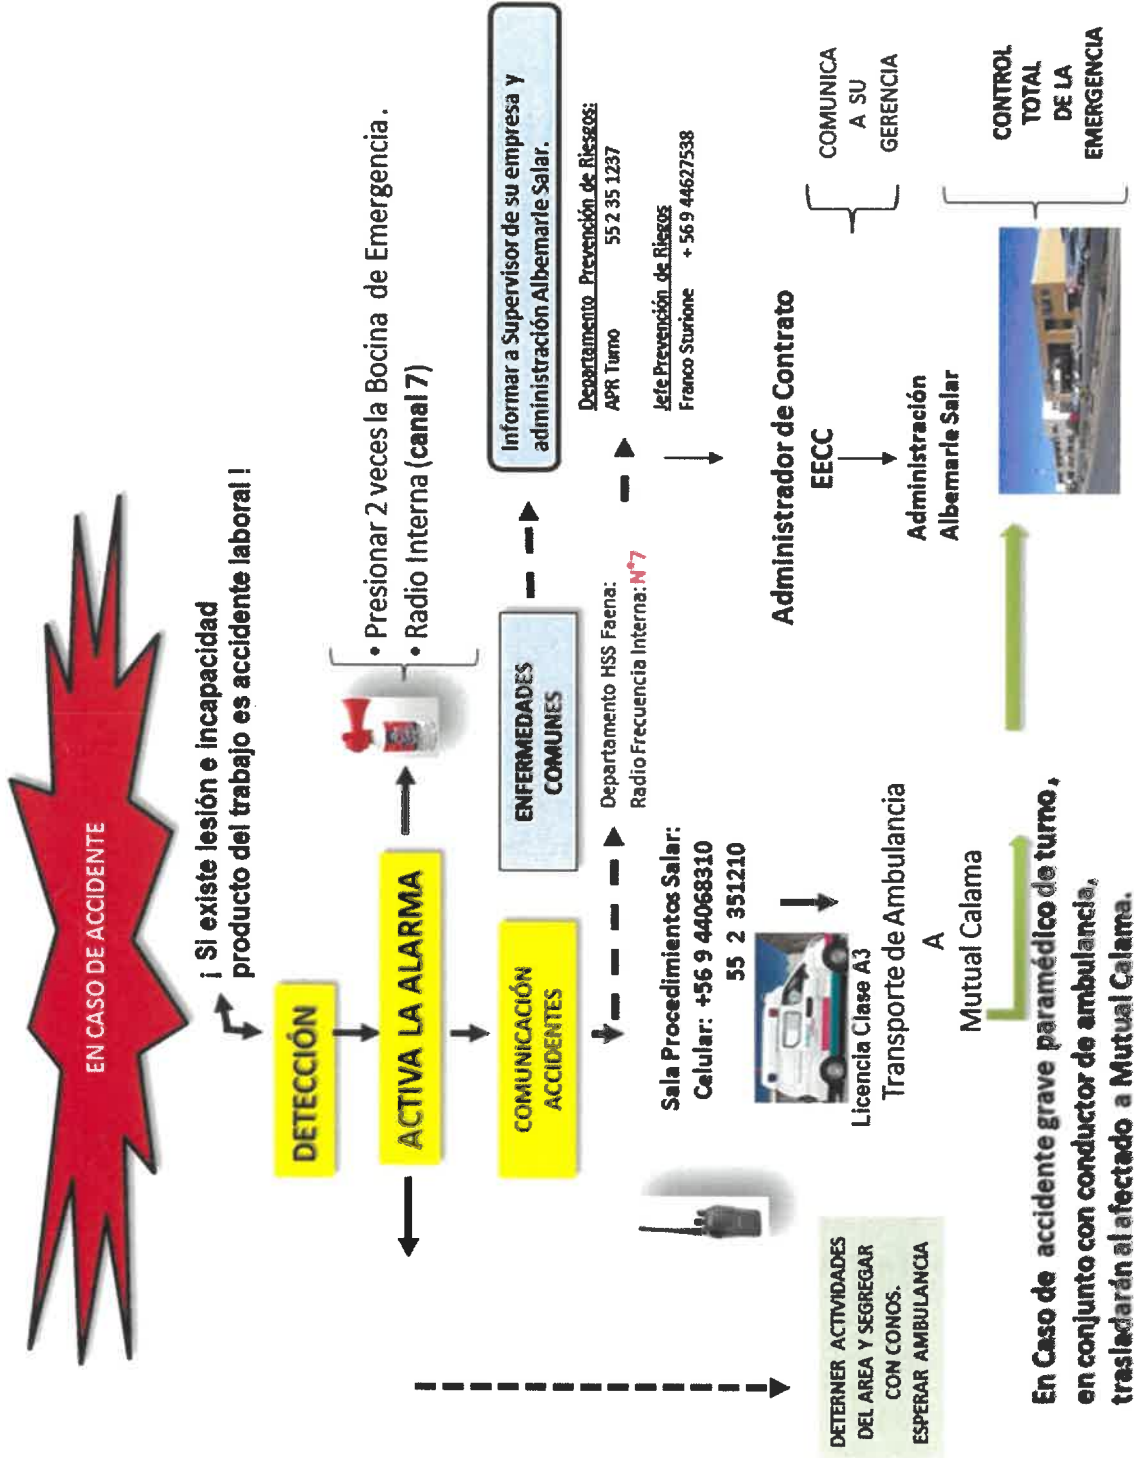 EN CASO DE ACCIDENTE
¡ Si existe lesión e incapacidad
producto del trabajo es accidente laboral !
DETECCIÓN
ACTIVA LA ALARMA
• Presionar 2 veces la Bocina de Emergencia.
• Radio Interna (canal 7)
COMUNICACIÓN
ACCIDENTES
ENFERMEDADES
COMUNES
Informar a Supervisor de su empresa y
administración Albemarle Salar.
Departamento HSS Faena:
Radio Frecuencia Interna: N°7
Departamento Prevención de Riesgos:
APR Turno 55 2 35 1237
Jefe Prevención de Riegos
Franco Sturione + 56 9 44627538
Sala Procedimientos Salar:
Celular: +56 9 44068310
55 2 351210
Licencia Clase A3
Transporte de Ambulancia
A
Mutual Calama
Administrador de Contrato
EECC
Administración
Albemarle Salar
COMUNICA
A SU
GERENCIA
DETERNER ACTIVIDADES
DEL AREA Y SEGREGAR
CON CONOS.
ESPERAR AMBULANCIA
CONTROL
TOTAL
DE LA
EMERGENCIA
En Caso de accidente grave paramédico de turno,
en conjunto con conductor de ambulancia,
trasladarán al afectado a Mutual Calama.